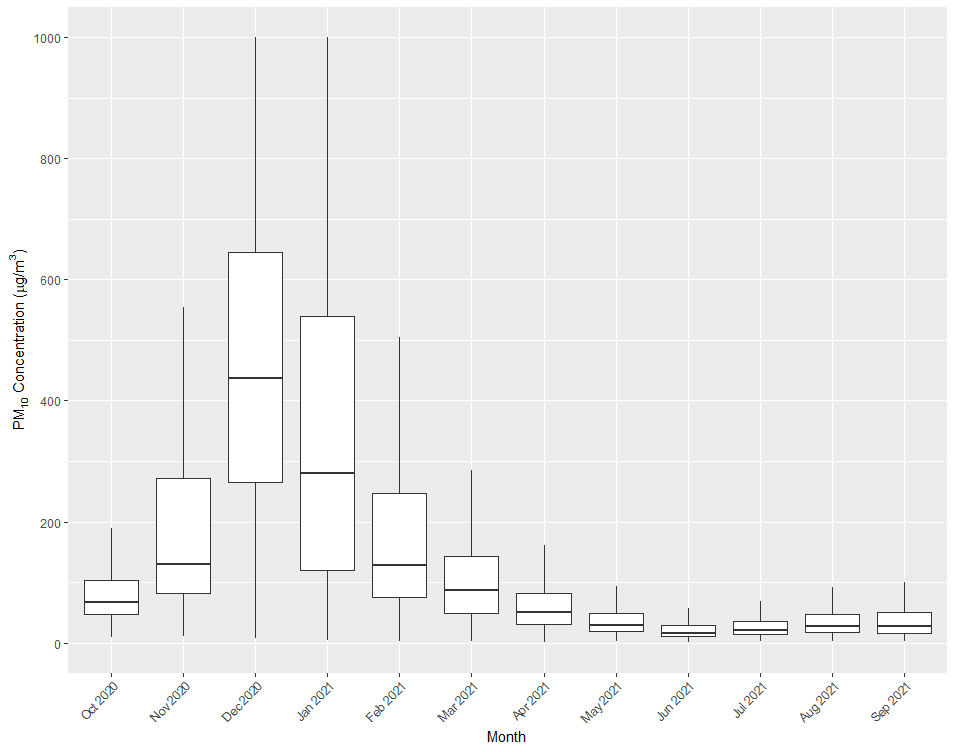 PM₁₀ Concentration (μg/m³)
1000
800
600
400
200
0
Oct 2020
Nov 2020
Dec 2020
Jan 2021
Feb 2021
Mar 2021
Apr 2021
May 2021
Jun 2021
Jul 2021
Aug 2021
Sep 2021
Month